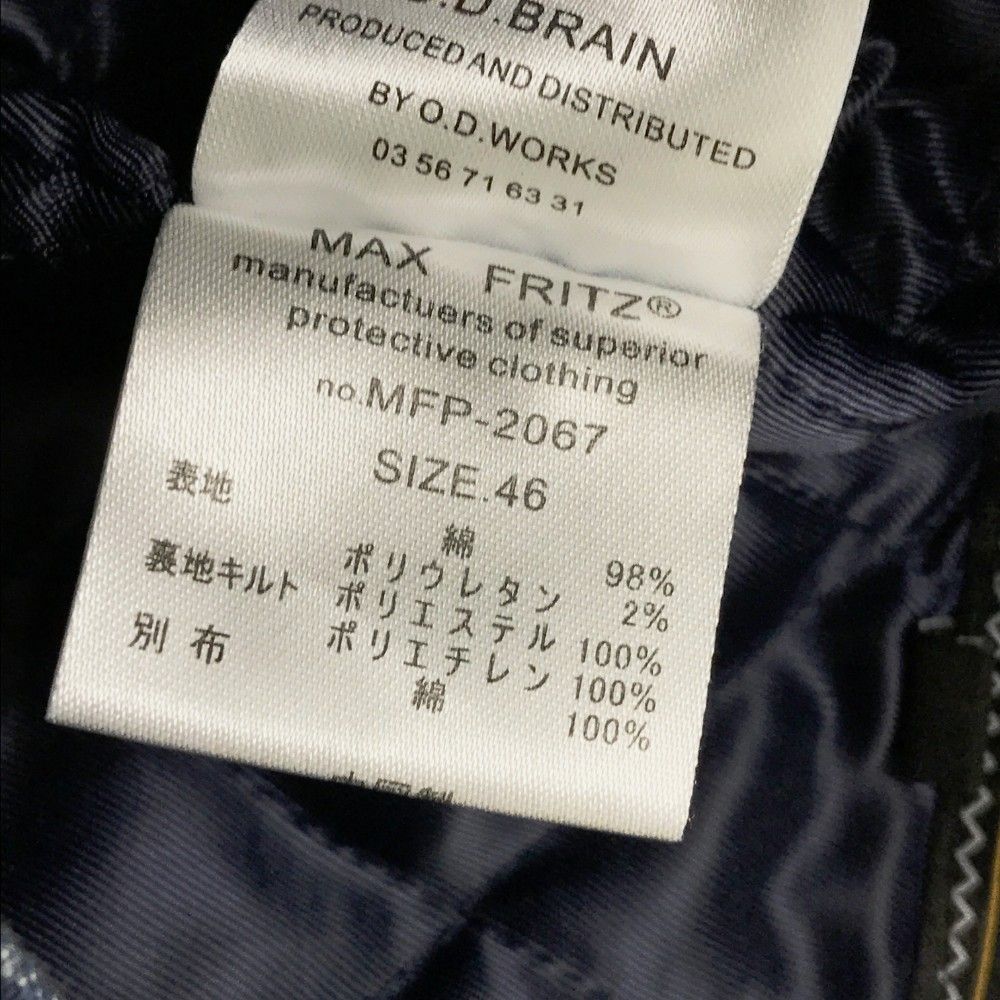 .D.BRAIN
PRODUCED AND DISTRIBUTED
BY O.D.WORKS
03 56 71 63 31
MAX FRITZ®
manufactuers of superior
protective clothing
no.MFP-2067
SIZE.46
表地 綿 98%
ポリウレタン 2%
裏地キルト ポリエステル 100%
ポリエチレン 100%
別布 綿 100%